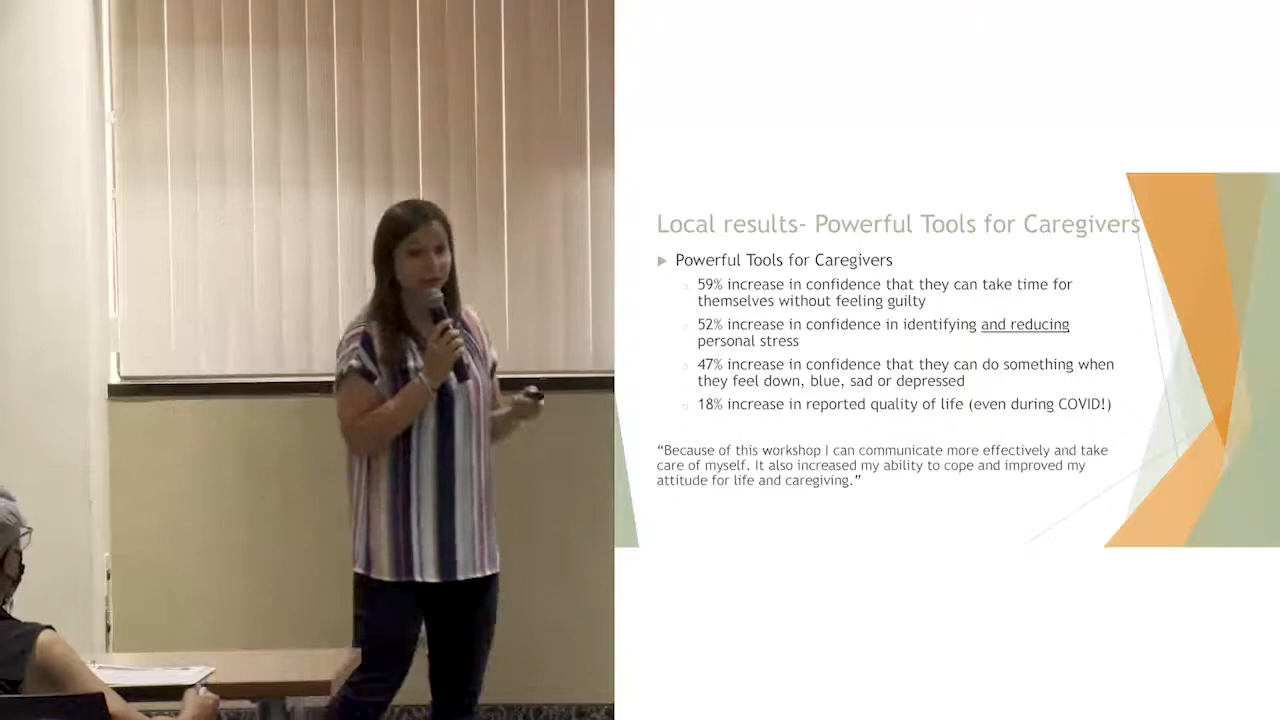 Local results- Powerful Tools for Caregivers
Powerful Tools for Caregivers
59% increase in confidence that they can take time for
themselves without feeling guilty
52% increase in confidence in identifying and reducing
personal stress
47% increase in confidence that they can do something when
they feel down, blue, sad or depressed
18% increase in reported quality of life (even during COVID!)
“Because of this workshop I can communicate more effectively and take
care of myself. It also increased my ability to cope and improved my
attitude for life and caregiving.”